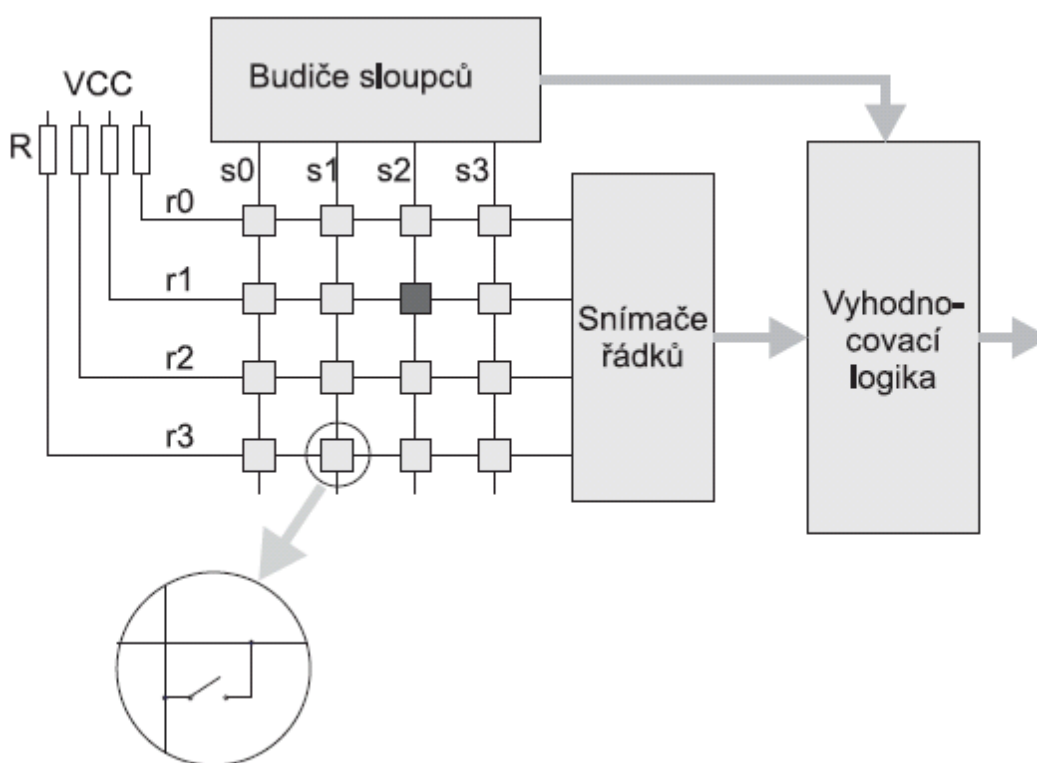 Budiče sloupců
VCC
R
s0 s1 s2 s3
r0
r1
r2
r3
Snímače
řádků
Vyhodno-
covací
logika